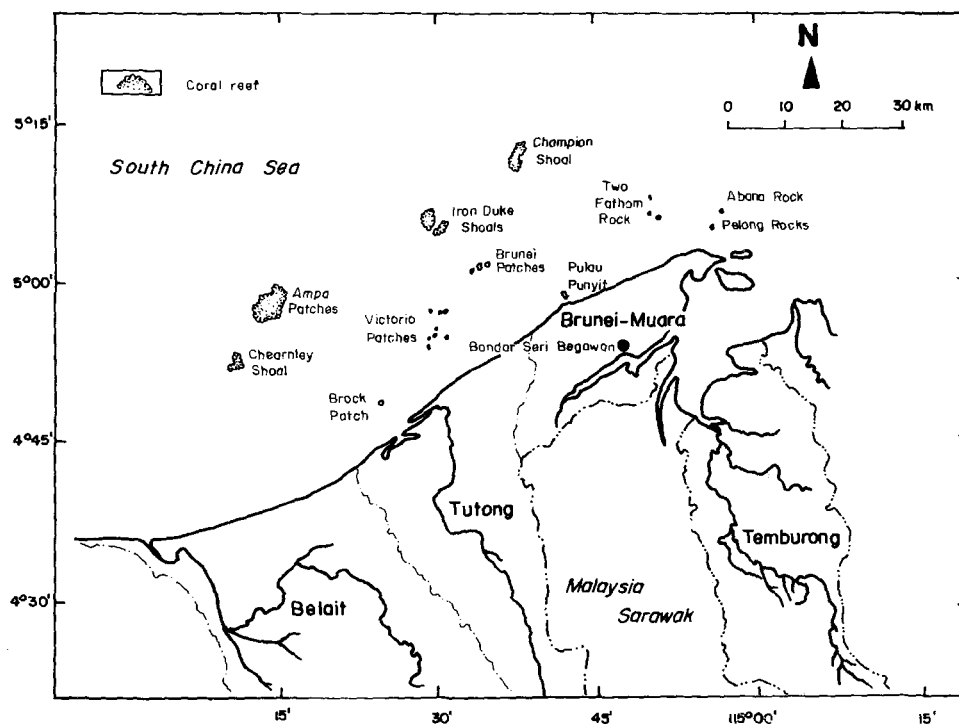 N
Coral reef
0 10 20 30 km
5°15'
South China Sea
Champion
Shoal
Two
Fathom
Rock
Abana Rock
Pelong Rocks
Iron Duke
Shoals
Brunei
Patches
5°00'
Pulau
Punyit
Ampa
Patches
Victoria
Patches
Brunei-Muara
Bandar Seri Begawan
Chearnley
Shoal
Brock
Patch
4°45'
Tutong
Temburong
Malaysia
Sarawak
4°30'
Belait
15'
30'
45'
115°00'
15'